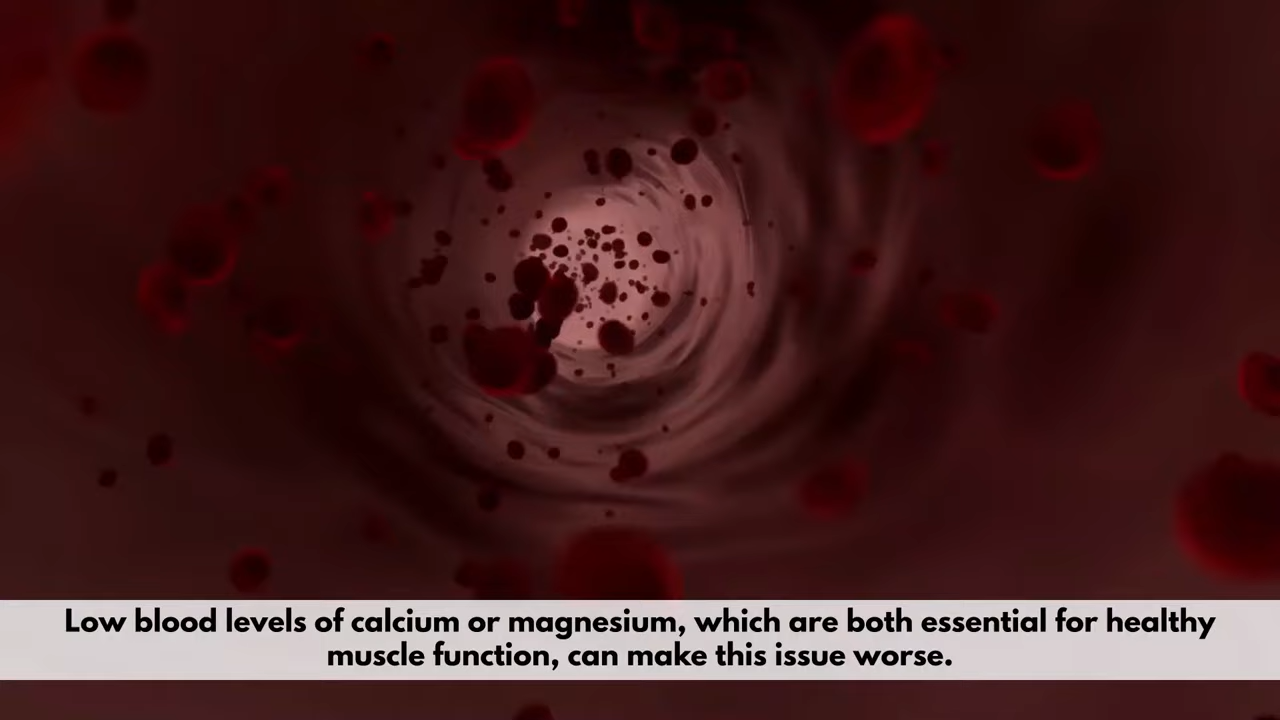 Low blood levels of calcium or magnesium, which are both essential for healthy
muscle function, can make this issue worse.